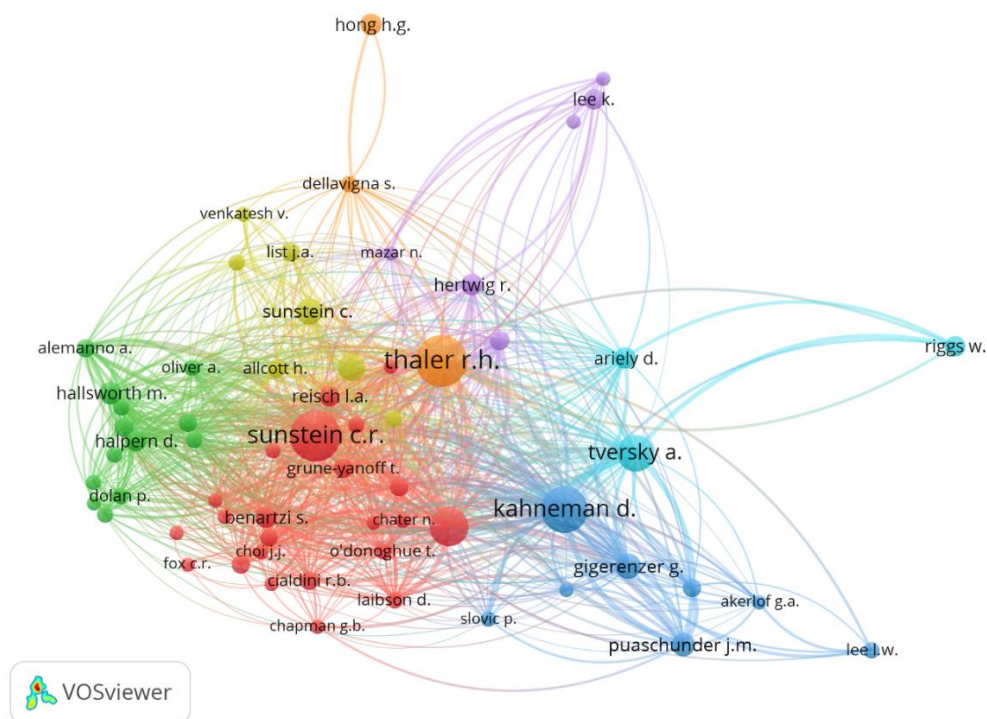 hong h.g.
lee k.
dellavigna s.
venkatesh v.
list j.a.
mazar n.
hertwig r.
sunstein c.
alemanno a.
oliver a.
allcott h.
thaler r.h.
ariely d.
riggs w.
hallsworth m.
reisch l.a.
halpern d.
sunstein c.r.
tversky a.
grune-yanoff t.
dolan p.
kahneman d.
benartzi s.
chater n.
choi j.j.
o'donoghue t.
fox c.r.
cialdini r.b.
gigerenzer g.
laibson d.
akerlof g.a.
slovic p.
chapman g.b.
puaschunder j.m.
lee l.w.
VOSviewer